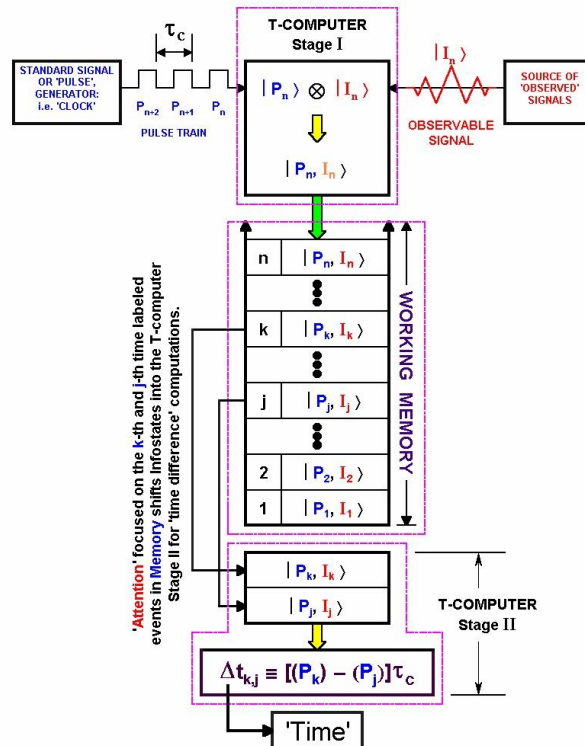 T-COMPUTER
Stage I
τc
STANDARD SIGNAL
OR 'PULSE',
GENERATOR:
i.e. 'CLOCK'
Pn+2 Pn+1 Pn
PULSE TRAIN
| Pn ⟩ ⊗ | In ⟩
| Pn, In ⟩
| In ⟩
OBSERVABLE
SIGNAL
SOURCE OF
'OBSERVED'
SIGNALS
n | Pn, In ⟩
k | Pk, Ik ⟩
j | Pj, Ij ⟩
2 | P2, I2 ⟩
1 | P1, I1 ⟩
WORKING MEMORY
'Attention' focused on the k-th and j-th time labeled
events in Memory shifts Infostates into the T-computer
Stage II for 'time difference' computations.
| Pk, Ik ⟩
| Pj, Ij ⟩
T-COMPUTER
Stage II
Δtk,j ≡ [(Pk) − (Pj)]τc
'Time'